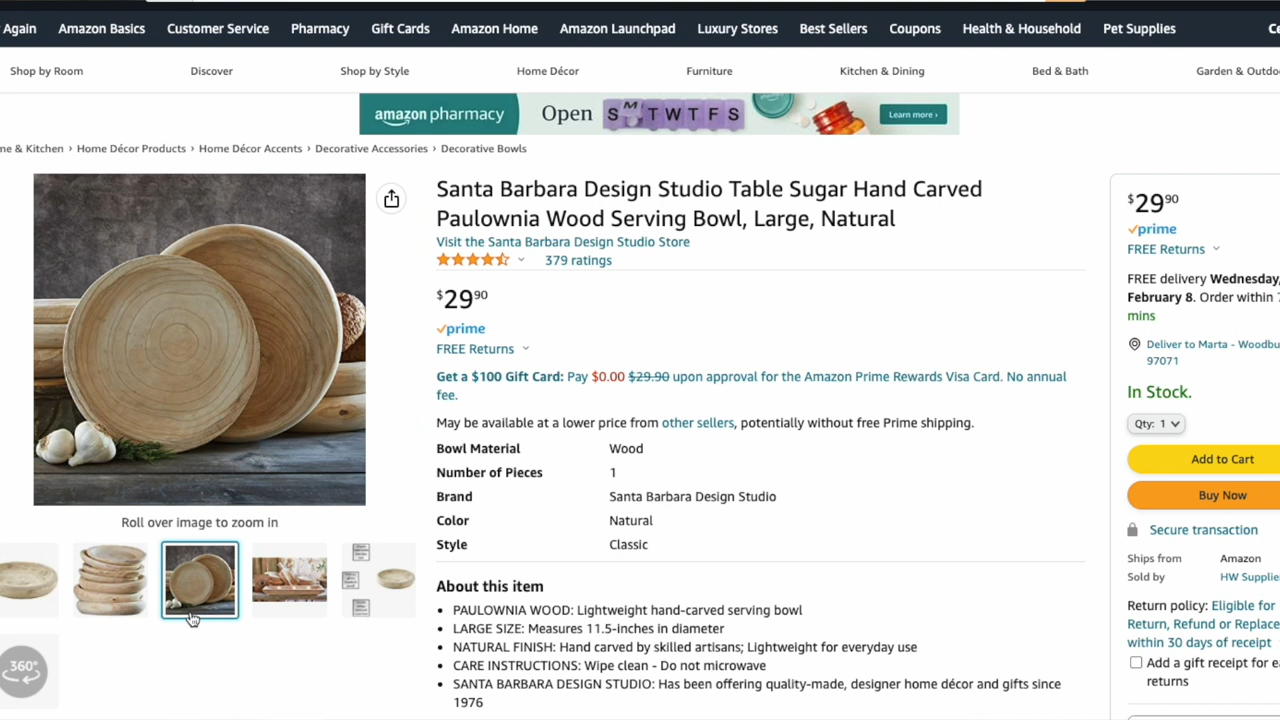 Again Amazon Basics Customer Service Pharmacy Gift Cards Amazon Home Amazon Launchpad Luxury Stores Best Sellers Coupons Health & Household Pet Supplies
Shop by Room Discover Shop by Style Home Décor Furniture Kitchen & Dining Bed & Bath Garden & Outdo
amazon pharmacy Open S M T W T F S Learn more ›
me & Kitchen › Home Décor Products › Home Décor Accents › Decorative Accessories › Decorative Bowls
Santa Barbara Design Studio Table Sugar Hand Carved
Paulownia Wood Serving Bowl, Large, Natural
Visit the Santa Barbara Design Studio Store
379 ratings
$2990
prime
FREE Returns
Get a $100 Gift Card: Pay $0.00 $29.90 upon approval for the Amazon Prime Rewards Visa Card. No annual
fee.
May be available at a lower price from other sellers, potentially without free Prime shipping.
Bowl Material Wood
Number of Pieces 1
Brand Santa Barbara Design Studio
Color Natural
Style Classic
About this item
• PAULOWNIA WOOD: Lightweight hand-carved serving bowl
• LARGE SIZE: Measures 11.5-inches in diameter
• NATURAL FINISH: Hand carved by skilled artisans; Lightweight for everyday use
• CARE INSTRUCTIONS: Wipe clean - Do not microwave
• SANTA BARBARA DESIGN STUDIO: Has been offering quality-made, designer home décor and gifts since
1976
Roll over image to zoom in
360°
$2990
prime
FREE Returns
FREE delivery Wednesday,
February 8. Order within
mins
Deliver to Marta - Woodbu
97071
In Stock.
Qty: 1
Add to Cart
Buy Now
Secure transaction
Ships from Amazon
Sold by HW Supplie
Return policy: Eligible for
Return, Refund or Replace
within 30 days of receipt
Add a gift receipt for e
returns